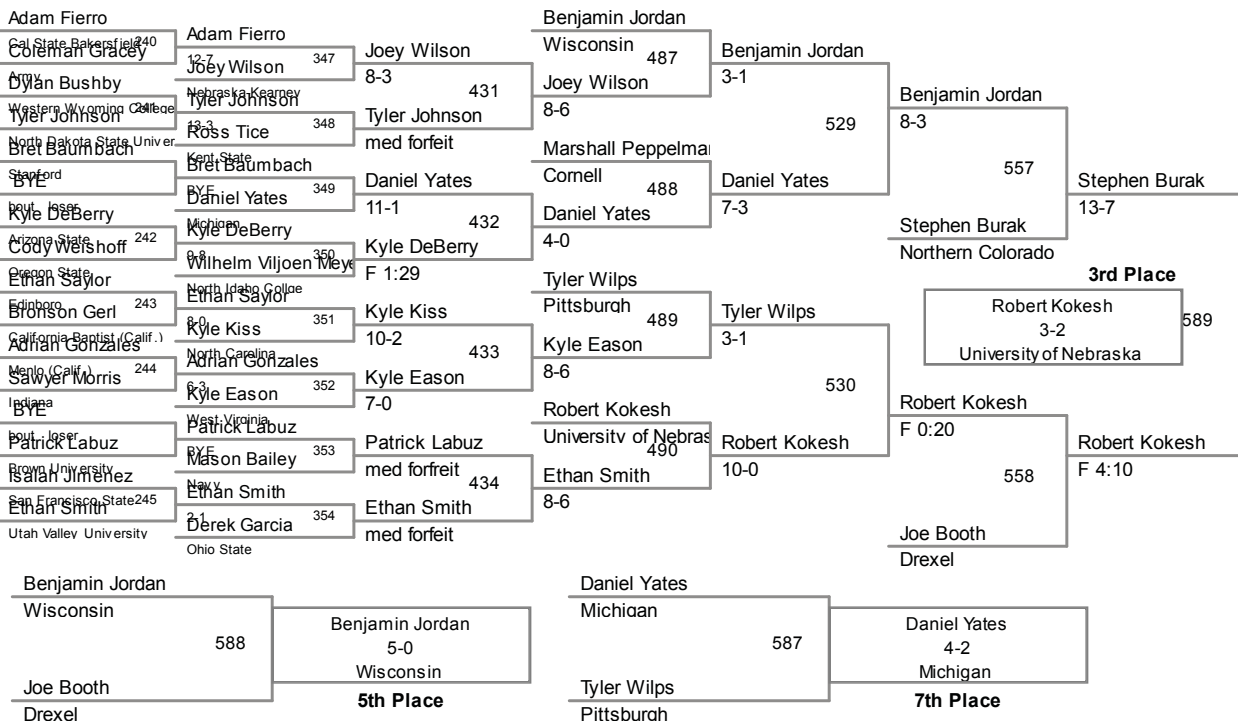 Adam Fierro
Cal State Bakersfield
240
Coleman Gracey
Army
Dylan Bushby
Western Wyoming College
241
Tyler Johnson
North Dakota State Univer
Bret Baumbach
Stanford
BYE
bout loser
Kyle DeBerry
Arizona State
242
Cody Weishoff
Oregon State
Ethan Saylor
Edinboro
243
Bronson Gerl
California Baptist (Calif.)
Adrian Gonzales
Menlo (Calif.)
244
Sawyer Morris
Indiana
BYE
bout loser
Patrick Labuz
Brown University
Isaiah Jimenez
San Francisco State
245
Ethan Smith
Utah Valley University
Adam Fierro
12-7
347
Joey Wilson
Nebraska-Kearney
Tyler Johnson
13-3
348
Ross Tice
Kent State
Bret Baumbach
BYE
349
Daniel Yates
Michigan
Kyle DeBerry
9-8
350
Wilhelm Viljoen Meye
North Idaho Collge
Ethan Saylor
8-0
351
Kyle Kiss
North Carolina
Adrian Gonzales
6-3
352
Kyle Eason
West Virginia
Patrick Labuz
BYE
353
Mason Bailey
Navy
Ethan Smith
2-1
354
Derek Garcia
Ohio State
Joey Wilson
8-3
431
Tyler Johnson
med forfeit
Daniel Yates
11-1
432
Kyle DeBerry
F 1:29
Kyle Kiss
10-2
433
Kyle Eason
7-0
Patrick Labuz
med forfreit
434
Ethan Smith
med forfeit
Benjamin Jordan
Wisconsin
487
Joey Wilson
8-6
Marshall Peppelma
Cornell
488
Daniel Yates
4-0
Tyler Wilps
Pittsburgh
489
Kyle Eason
8-6
Robert Kokesh
University of Nebras
490
Ethan Smith
8-6
Benjamin Jordan
3-1
529
Daniel Yates
7-3
Tyler Wilps
3-1
530
Robert Kokesh
10-0
Benjamin Jordan
8-3
557
Stephen Burak
Northern Colorado
Robert Kokesh
F 0:20
558
Joe Booth
Drexel
Stephen Burak
13-7
3rd Place
Robert Kokesh
3-2
University of Nebraska
589
Robert Kokesh
F 4:10
Benjamin Jordan
Wisconsin
588
Joe Booth
Drexel
Benjamin Jordan
5-0
Wisconsin
5th Place
Daniel Yates
Michigan
587
Tyler Wilps
Pittsburgh
Daniel Yates
4-2
Michigan
7th Place